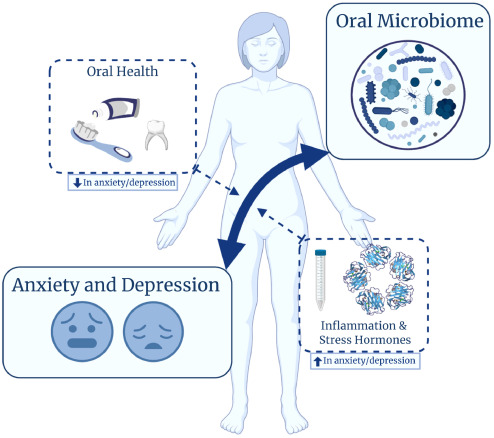 Oral Microbiome
Oral Health
In anxiety/depression
Anxiety and Depression
Inflammation &
Stress Hormones
In anxiety/depression